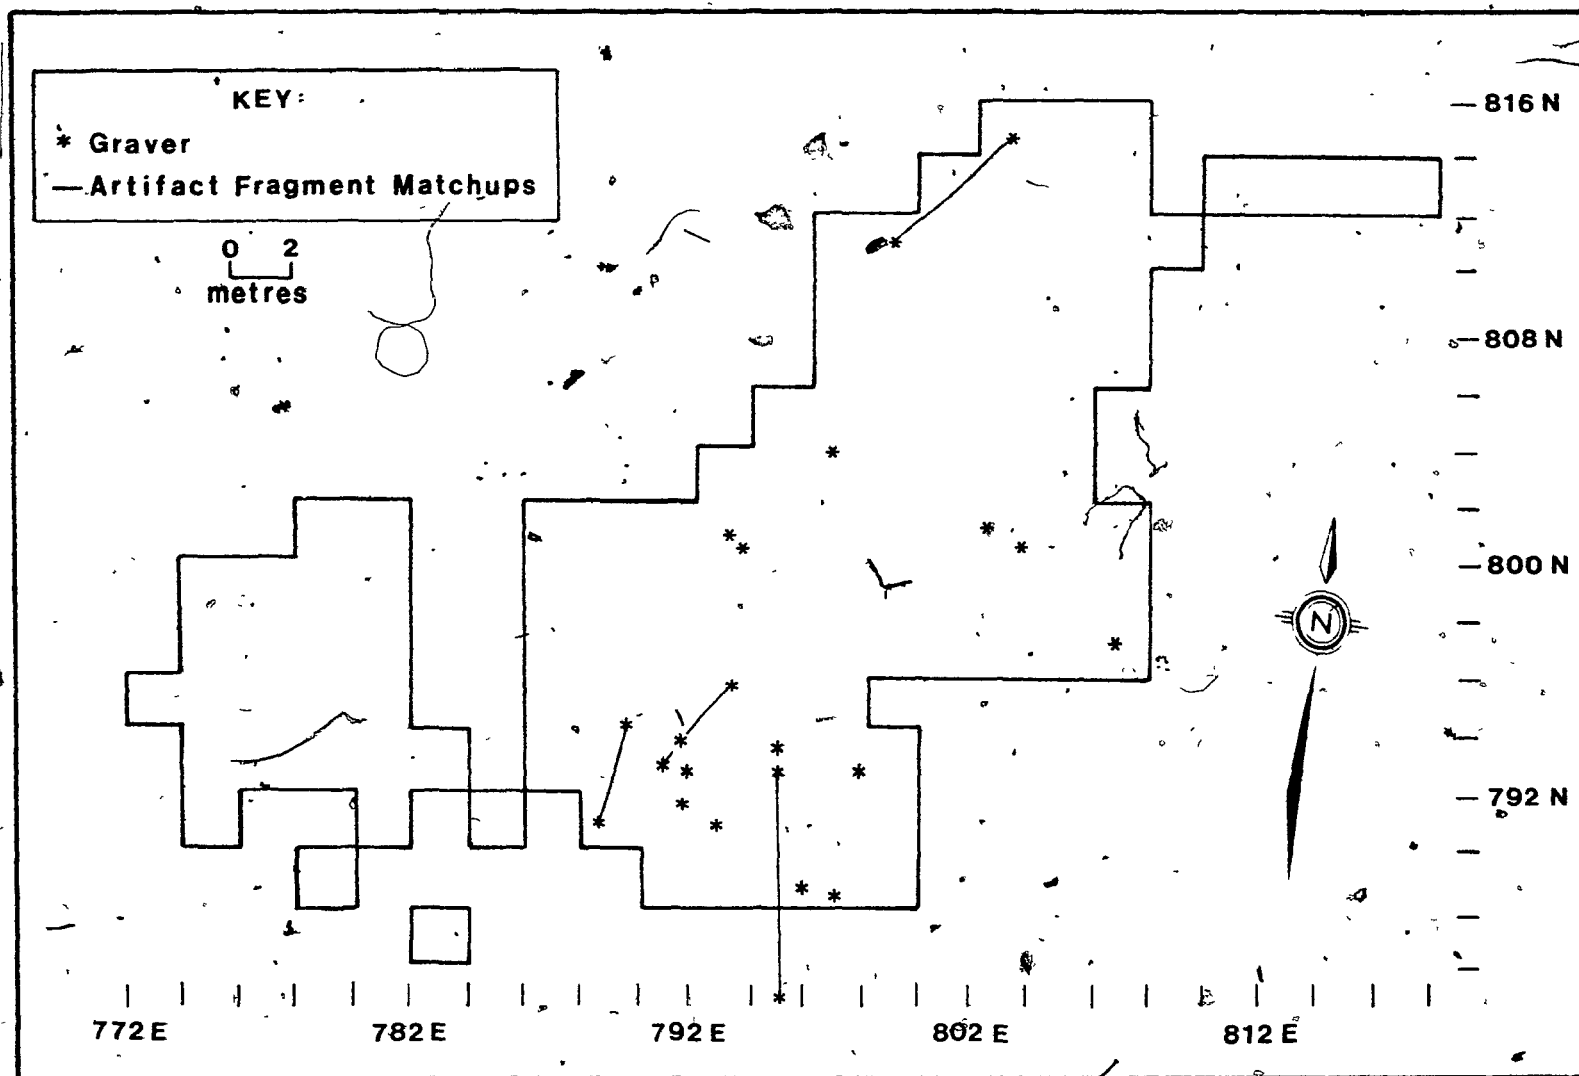 KEY:
* Graver
— Artifact Fragment Matchups
0 2
metres
816 N
808 N
800 N
N
792 N
772 E 782 E 792 E 802 E 812 E